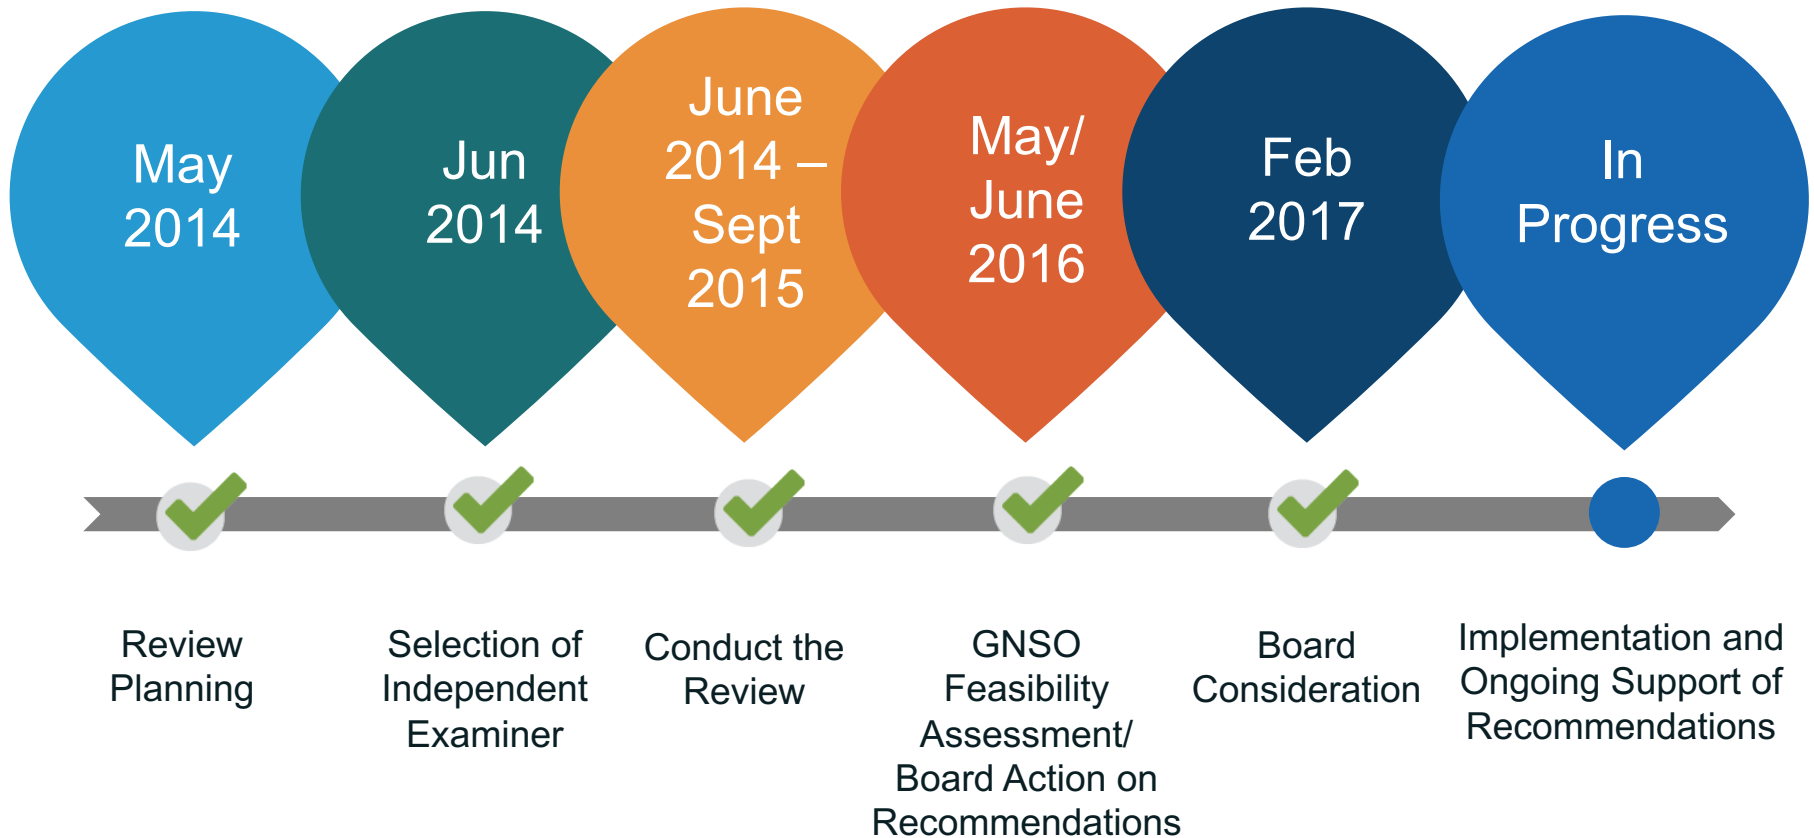 May
2014
Jun
2014
June
2014 –
Sept
2015
May/
June
2016
Feb
2017
In
Progress
Review
Planning
Selection of
Independent
Examiner
Conduct the
Review
GNSO
Feasibility
Assessment/
Board Action on
Recommendations
Board
Consideration
Implementation and
Ongoing Support of
Recommendations